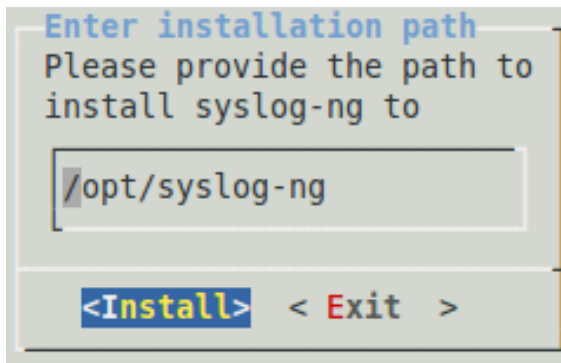 Enter installation path
Please provide the path to
install syslog-ng to
/opt/syslog-ng
<Install> < Exit >